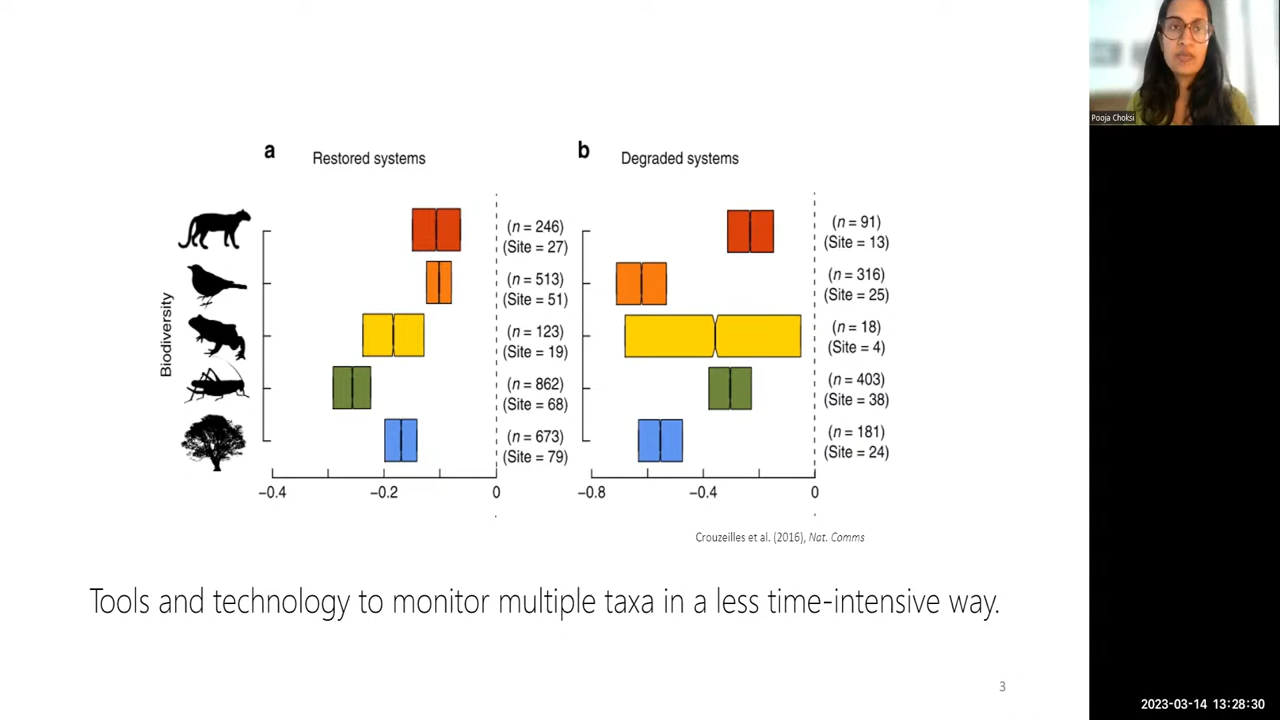 a Restored systems
b Degraded systems
Biodiversity
(n = 246)
(Site = 27)
(n = 513)
(Site = 51)
(n = 123)
(Site = 19)
(n = 862)
(Site = 68)
(n = 673)
(Site = 79)
−0.4 −0.2 0
(n = 91)
(Site = 13)
(n = 316)
(Site = 25)
(n = 18)
(Site = 4)
(n = 403)
(Site = 38)
(n = 181)
(Site = 24)
−0.8 −0.4 0
Crouzeilles et al. (2016), Nat. Comms
Tools and technology to monitor multiple taxa in a less time-intensive way.
3
Pooja Choksi
2023-03-14 13:28:30